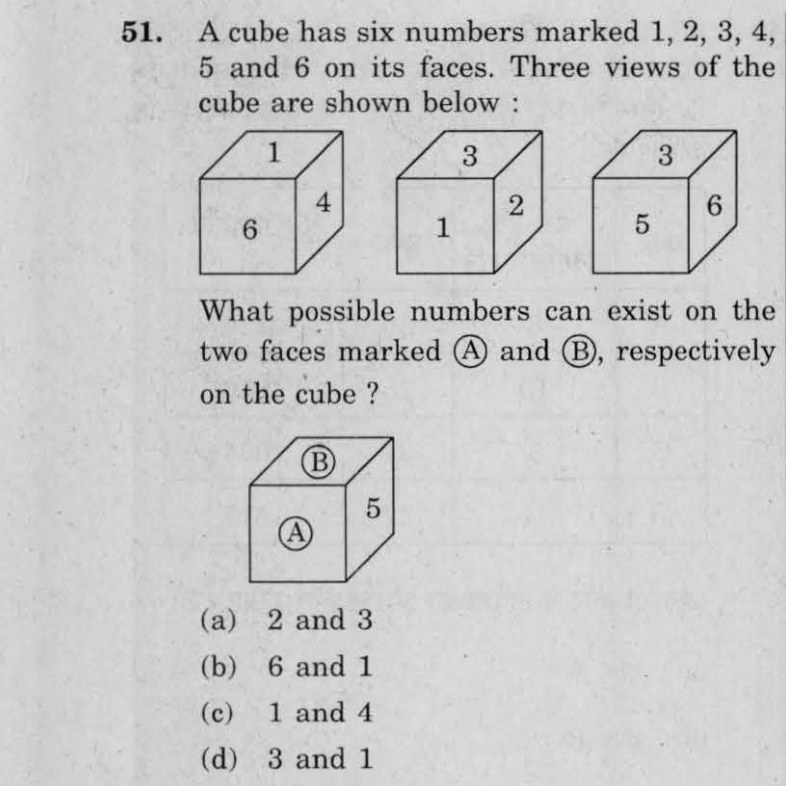 51. A cube has six numbers marked 1, 2, 3, 4,
5 and 6 on its faces. Three views of the
cube are shown below :
1 3 3
4 2 6
6 1 5
What possible numbers can exist on the
two faces marked Ⓐ and Ⓑ, respectively
on the cube ?
Ⓑ
5
Ⓐ
(a) 2 and 3
(b) 6 and 1
(c) 1 and 4
(d) 3 and 1